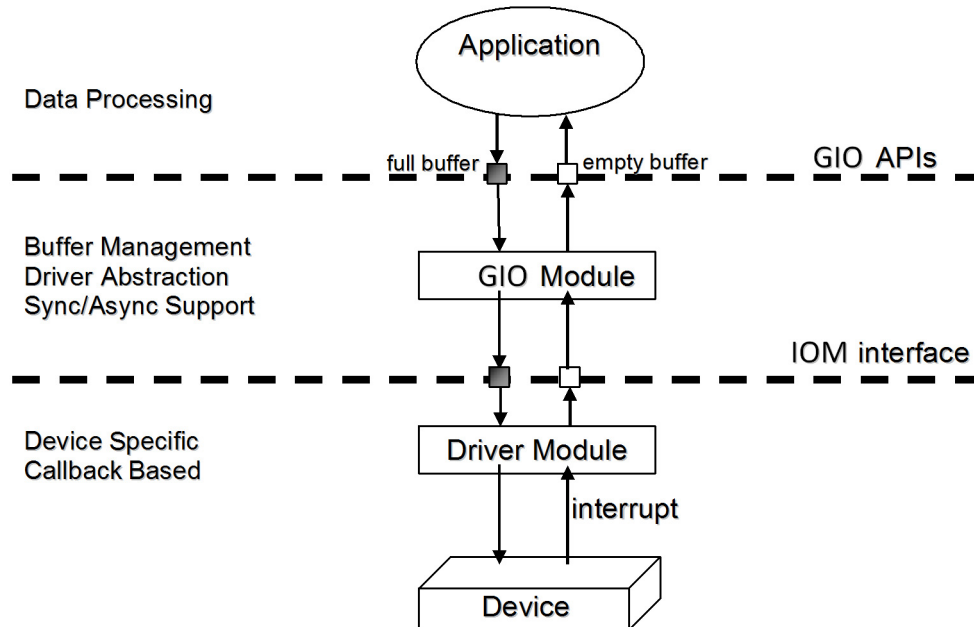 Application
Data Processing
full buffer
empty buffer
GIO APIs
Buffer Management
Driver Abstraction
Sync/Async Support
GIO Module
IOM interface
Device Specific
Callback Based
Driver Module
interrupt
Device